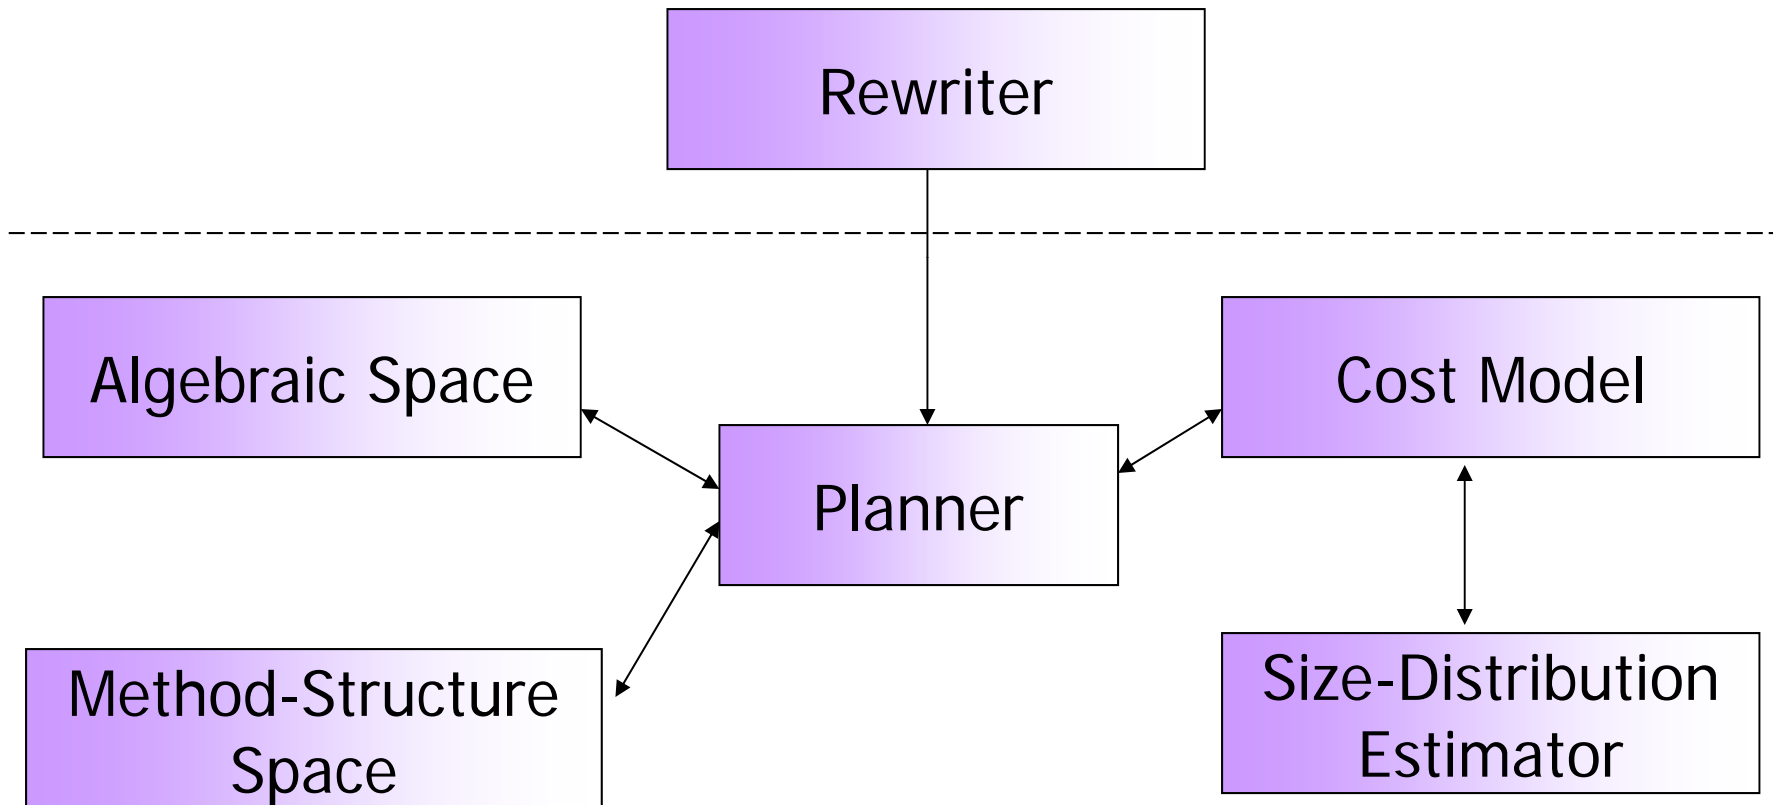 Rewriter
Algebraic Space
Cost Model
Planner
Method-Structure
Space
Size-Distribution
Estimator